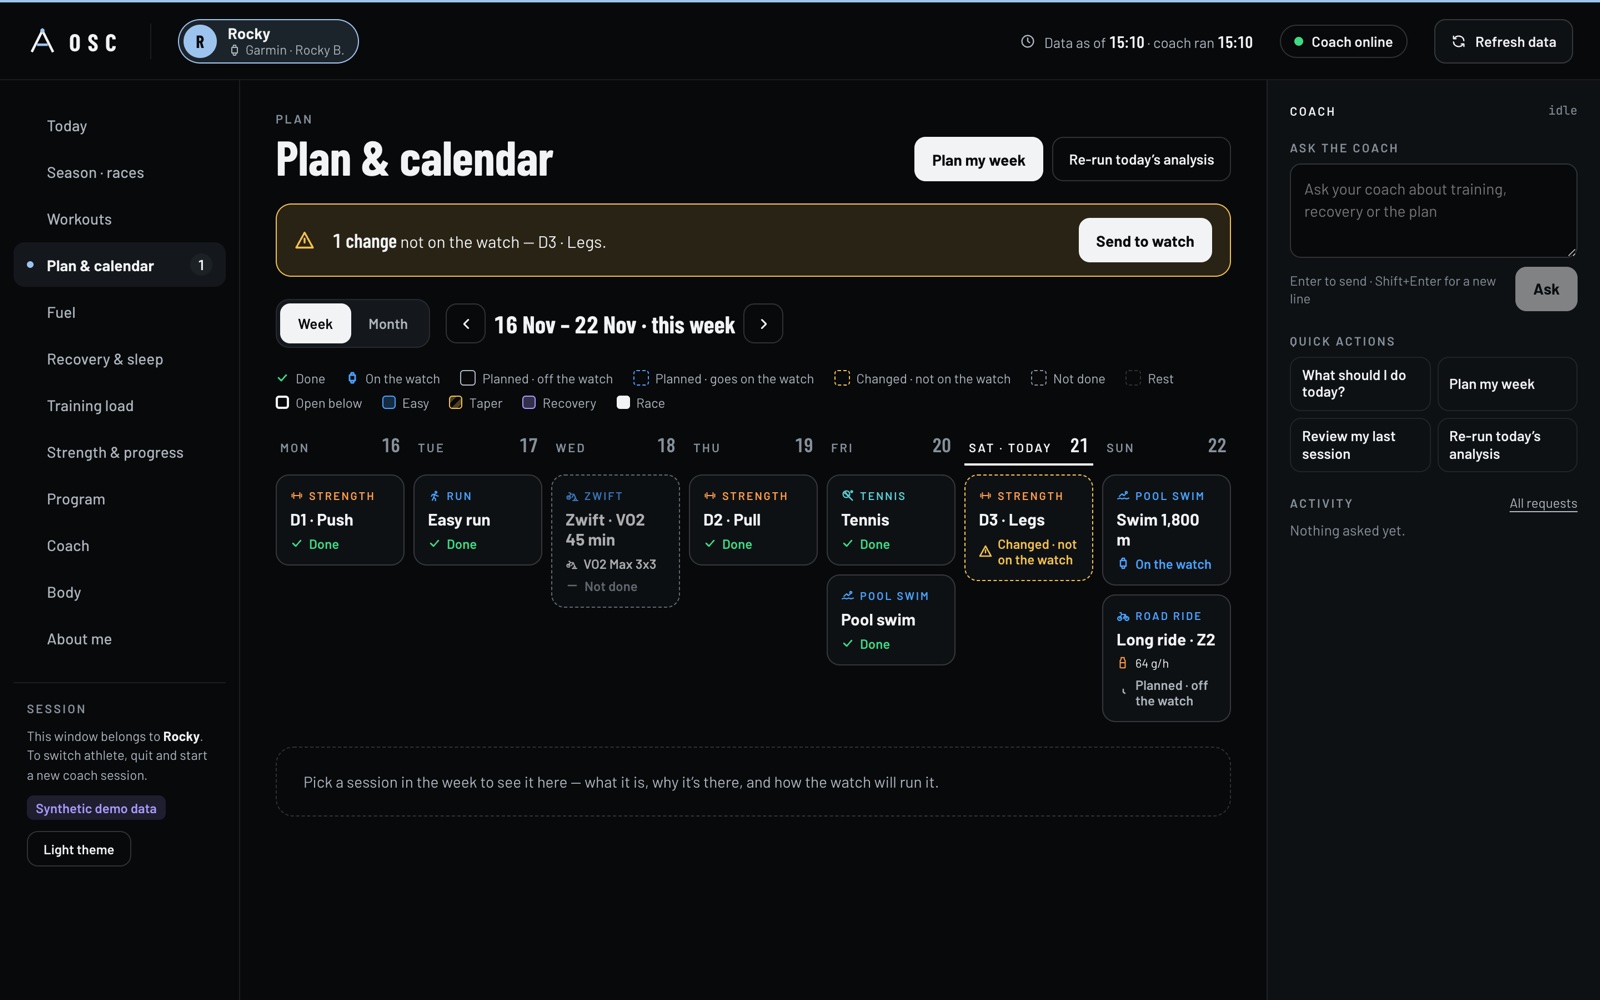 OSC
R
Rocky
Garmin · Rocky B.
Data as of 15:10 · coach ran 15:10
Coach online
Refresh data
Today
Season · races
Workouts
Plan & calendar 1
Fuel
Recovery & sleep
Training load
Strength & progress
Program
Coach
Body
About me
SESSION
This window belongs to Rocky.
To switch athlete, quit and start
a new coach session.
Synthetic demo data
Light theme
PLAN
Plan & calendar
Plan my week
Re-run today's analysis
1 change not on the watch — D3 · Legs.
Send to watch
Week
Month
16 Nov – 22 Nov · this week
Done
On the watch
Planned · off the watch
Planned · goes on the watch
Changed · not on the watch
Not done
Rest
Open below
Easy
Taper
Recovery
Race
MON 16
STRENGTH
D1 · Push
Done
TUE 17
RUN
Easy run
Done
WED 18
ZWIFT
Zwift · VO2
45 min
VO2 Max 3x3
Not done
THU 19
STRENGTH
D2 · Pull
Done
FRI 20
TENNIS
Tennis
Done
POOL SWIM
Pool swim
Done
SAT · TODAY 21
STRENGTH
D3 · Legs
Changed · not
on the watch
SUN 22
POOL SWIM
Swim 1,800
m
On the watch
ROAD RIDE
Long ride · Z2
64 g/h
Planned · off
the watch
Pick a session in the week to see it here — what it is, why it's there, and how the watch will run it.
COACH
idle
ASK THE COACH
Ask your coach about training,
recovery or the plan
Enter to send · Shift+Enter for a new
line
Ask
QUICK ACTIONS
What should I do
today?
Plan my week
Review my last
session
Re-run today's
analysis
ACTIVITY
All requests
Nothing asked yet.